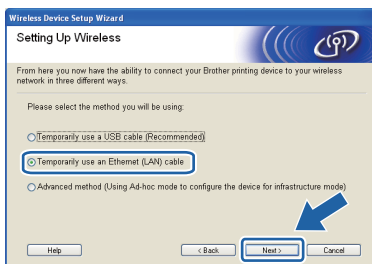 Wireless Device Setup Wizard
Setting Up Wireless
From here you now have the ability to connect your Brother printing device to your wireless
network in three different ways.
Please select the method you will be using:
Temporarily use a USB cable (Recommended)
Temporarily use an Ethernet (LAN) cable
Advanced method (Using Ad-hoc mode to configure the device for infrastructure mode)
Help
< Back
Next >
Cancel